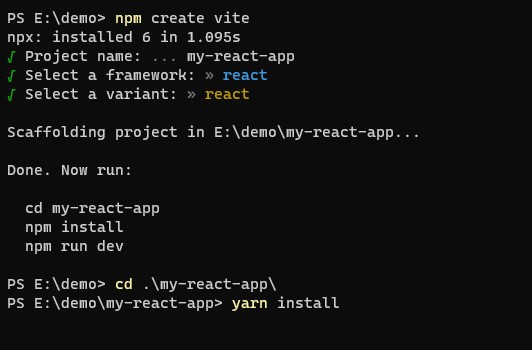 PS E:\demo> npm create vite
npx: installed 6 in 1.095s
√ Project name: ... my-react-app
√ Select a framework: » react
√ Select a variant: » react
Scaffolding project in E:\demo\my-react-app...
Done. Now run:
cd my-react-app
npm install
npm run dev
PS E:\demo> cd .\my-react-app\
PS E:\demo\my-react-app> yarn install